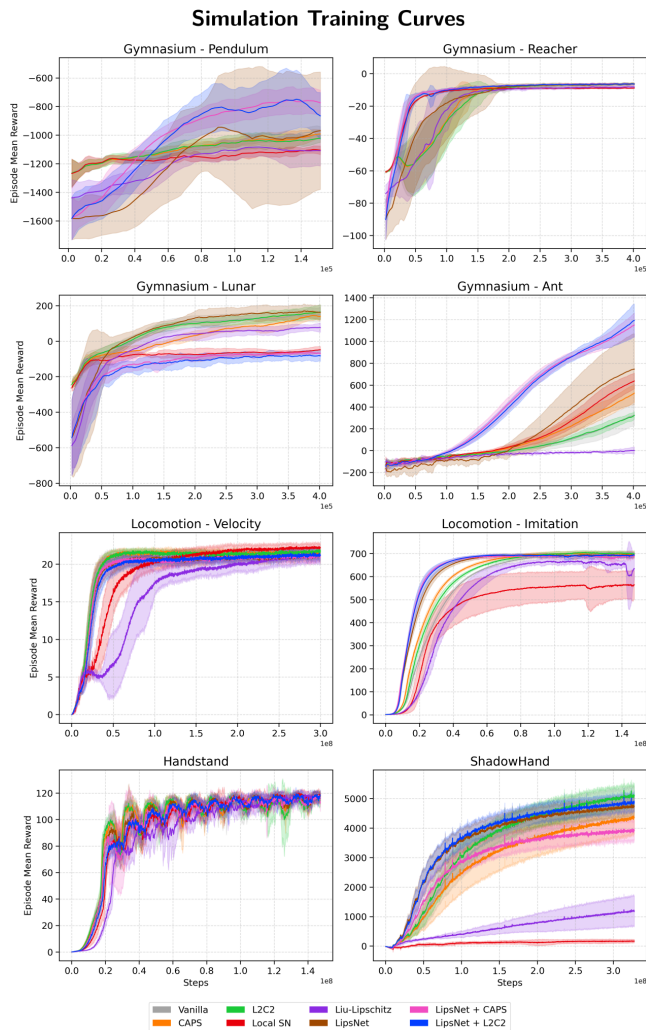 Simulation Training Curves
Gymnasium - Pendulum
Episode Mean Reward
−600
−800
−1000
−1200
−1400
−1600
0.0 0.2 0.4 0.6 0.8 1.0 1.2 1.4 1.6
1e5
Gymnasium - Reacher
0
−20
−40
−60
−80
−100
0.0 0.5 1.0 1.5 2.0 2.5 3.0 3.5 4.0
1e5
Gymnasium - Lunar
Episode Mean Reward
200
0
−200
−400
−600
−800
0.0 0.5 1.0 1.5 2.0 2.5 3.0 3.5 4.0
1e5
Gymnasium - Ant
1400
1200
1000
800
600
400
200
0
−200
0.0 0.5 1.0 1.5 2.0 2.5 3.0 3.5 4.0
1e5
Locomotion - Velocity
Episode Mean Reward
20
15
10
5
0
0.0 0.5 1.0 1.5 2.0 2.5 3.0
1e8
Locomotion - Imitation
700
600
500
400
300
200
100
0
0.0 0.2 0.4 0.6 0.8 1.0 1.2 1.4
1e8
Handstand
Episode Mean Reward
120
100
80
60
40
20
0
0.0 0.2 0.4 0.6 0.8 1.0 1.2 1.4
Steps
1e8
ShadowHand
5000
4000
3000
2000
1000
0
0.0 0.5 1.0 1.5 2.0 2.5 3.0
Steps
1e8
Vanilla L2C2 Liu-Lipschitz LipsNet + CAPS
CAPS Local SN LipsNet LipsNet + L2C2